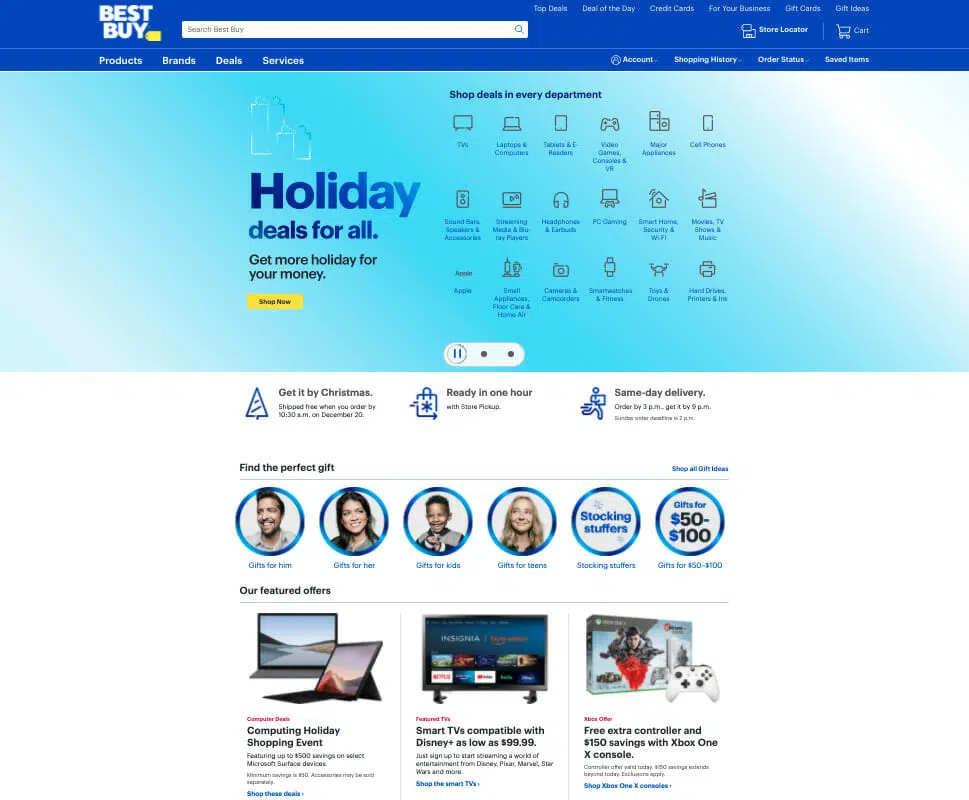 BEST
BUY
Top Deals Deal of the Day Credit Cards For Your Business Gift Cards Gift Ideas
Search Best Buy
Store Locator Cart
Products Brands Deals Services
Account Shopping History Order Status Saved Items
Shop deals in every department
TVs
Laptops &
Computers
Tablets & E-
Readers
Video
Games,
Consoles &
VR
Major
Appliances
Cell Phones
Holiday
deals for all.
Get more holiday for
your money.
Shop Now
Sound Bars,
Speakers &
Accessories
Streaming
Media & Blu-
ray Players
Headphones
& Earbuds
PC Gaming
Smart Home,
Security &
Wi-Fi
Movies, TV
Shows &
Music
Apple
Apple
Small
Appliances,
Floor Care &
Home Air
Cameras &
Camcorders
Smartwatches
& Fitness
Toys &
Drones
Hard Drives,
Printers & Ink
Get it by Christmas.
Shipped free when you order by
10:30 a.m. on December 20.
Ready in one hour
with Store Pickup.
Same-day delivery.
Order by 3 p.m., get it by 9 p.m.
Sunday order deadline is 2 p.m.
Find the perfect gift
Shop all Gift Ideas
Stocking
stuffers
Gifts for
$50-
$100
Gifts for him
Gifts for her
Gifts for kids
Gifts for teens
Stocking stuffers
Gifts for $50–$100
Our featured offers
INSIGNIA
NETFLIX
YouTube
hulu
XBOX ONE X
Computer Deals
Computing Holiday
Shopping Event
Featuring up to $500 savings on select
Microsoft Surface devices.
Minimum savings is $50. Accessories may be sold
separately.
Shop these deals ›
Featured TVs
Smart TVs compatible with
Disney+ as low as $99.99.
Just sign up to start streaming a world of
entertainment from Disney, Pixar, Marvel, Star
Wars and more.
Shop the smart TVs ›
Xbox Offer
Free extra controller and
$150 savings with Xbox One
X console.
Controller offer valid today. $150 savings extends
beyond today. Exclusions apply.
Shop Xbox One X consoles ›